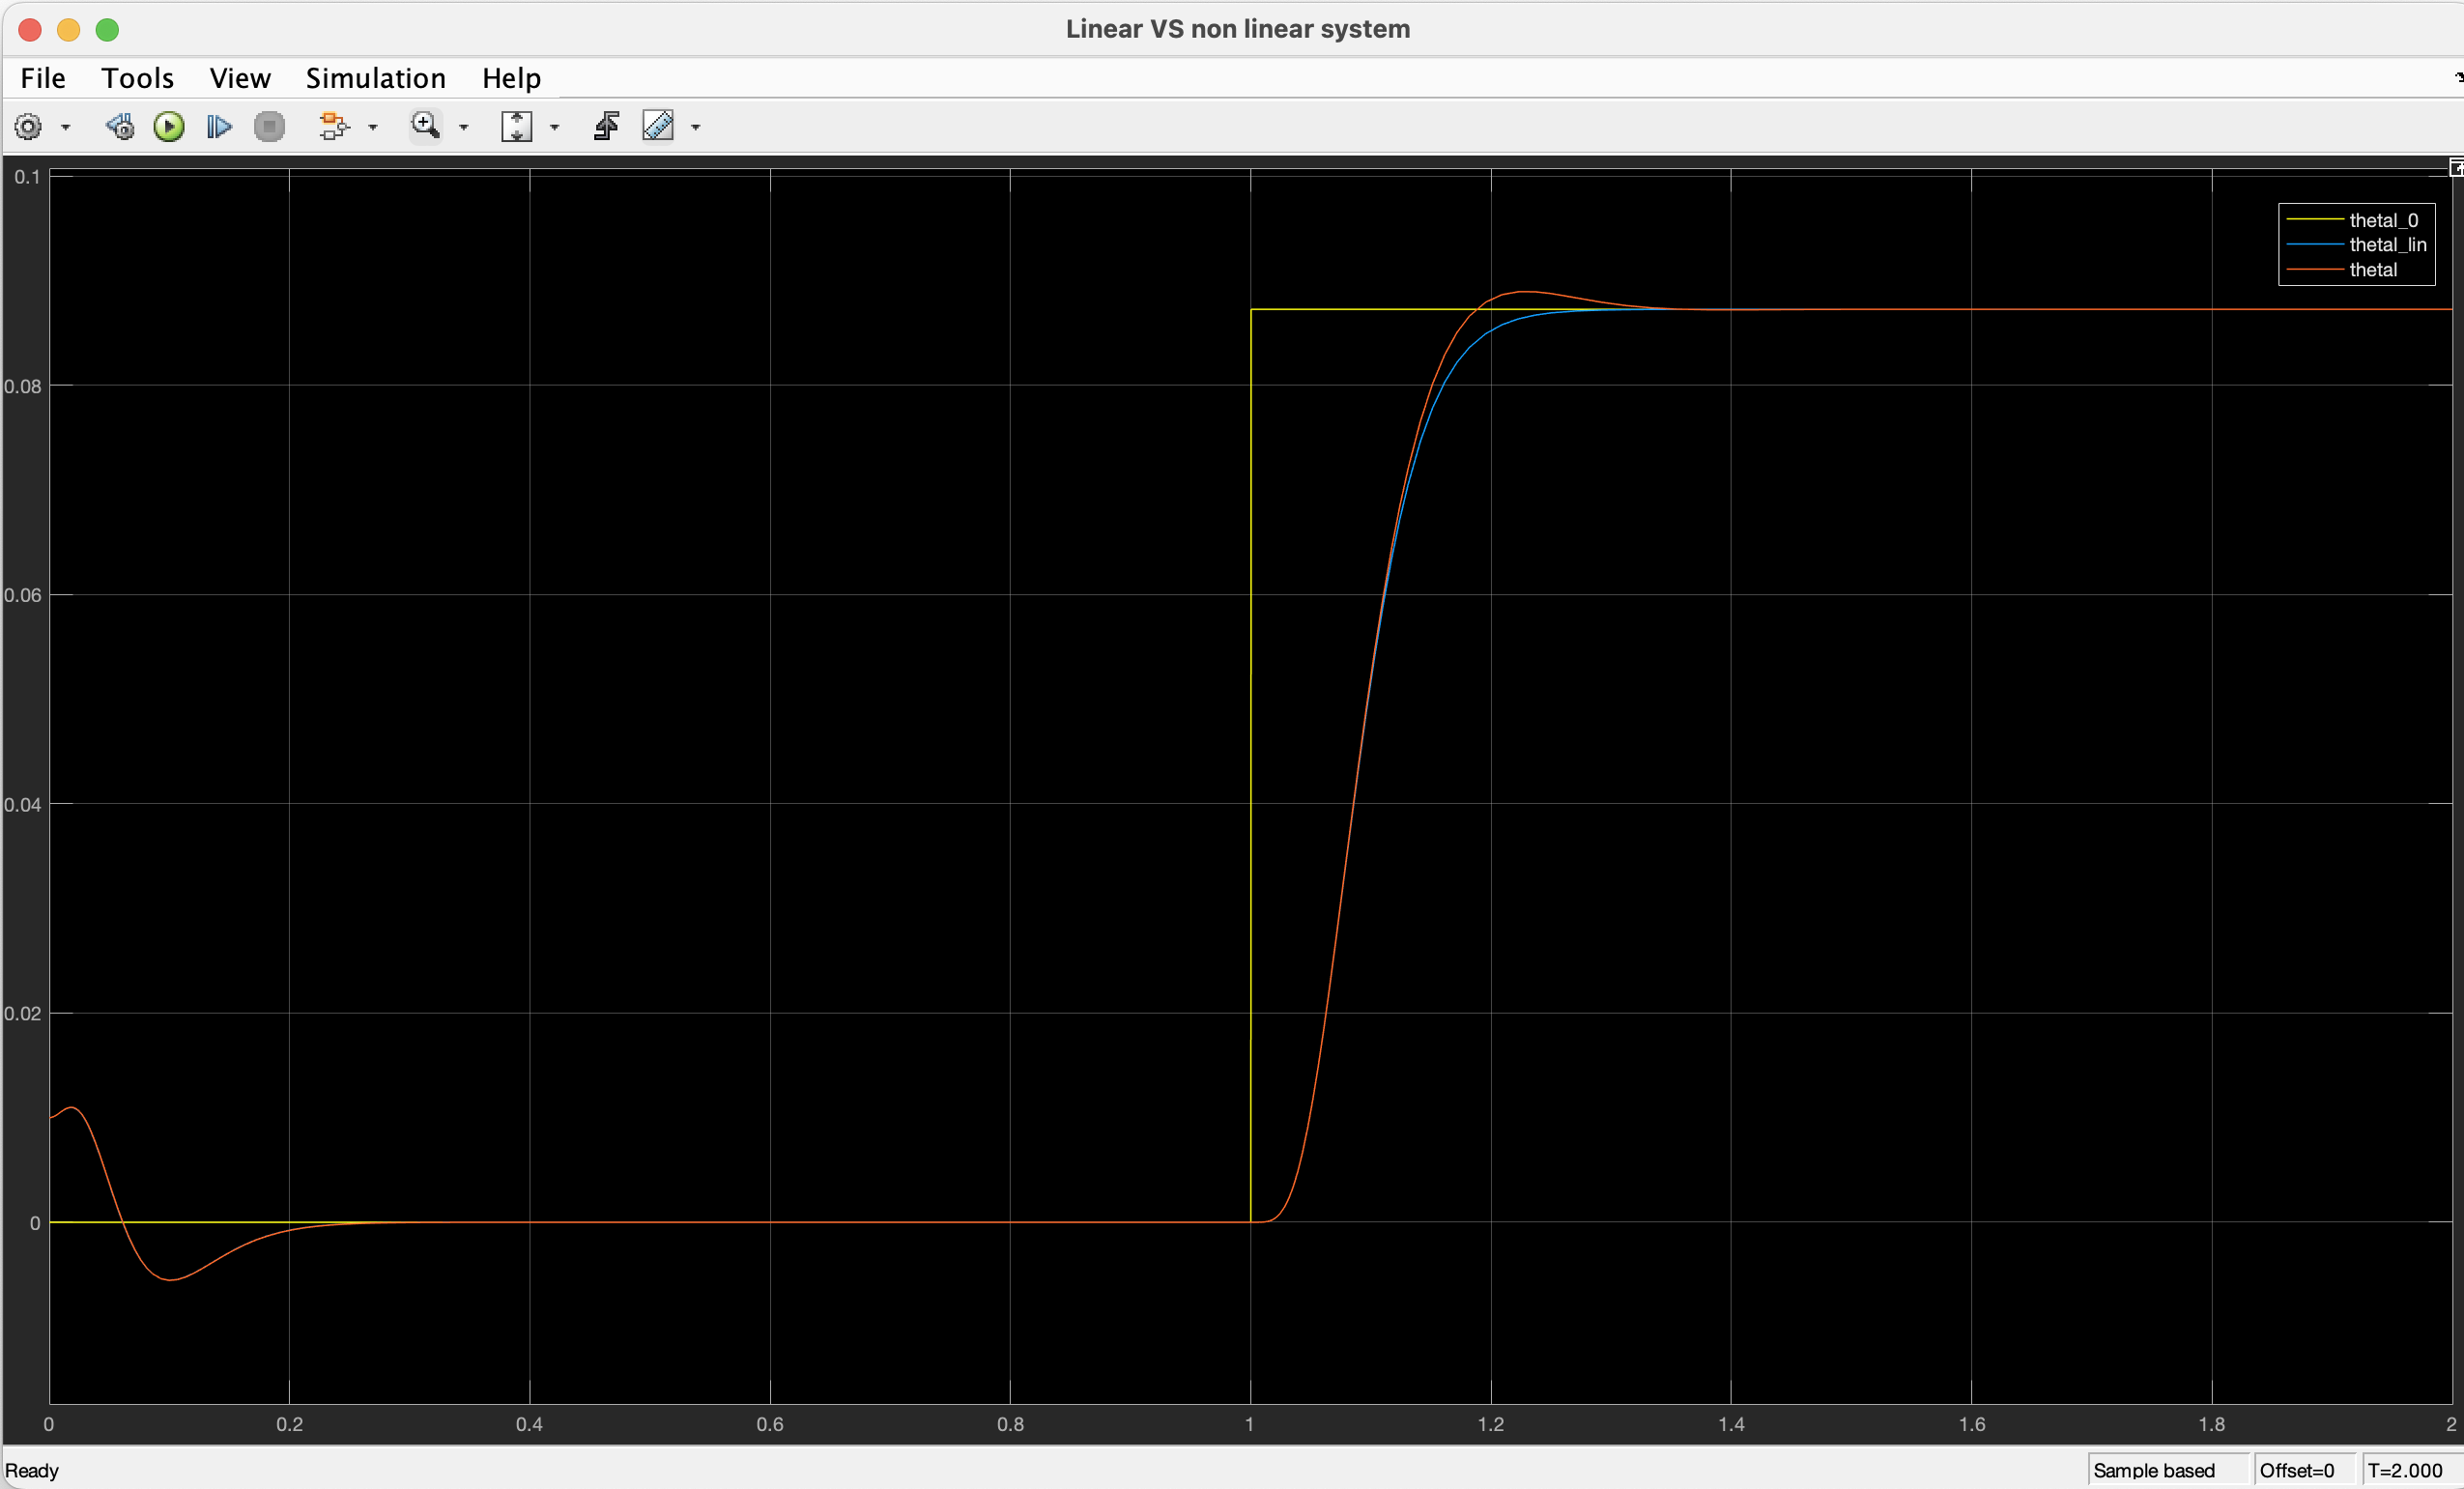 Linear VS non linear system
File Tools View Simulation Help
0.1
0.08
0.06
0.04
0.02
0
thetal_0
thetal_lin
thetal
0 0.2 0.4 0.6 0.8 1 1.2 1.4 1.6 1.8 2
Ready Sample based Offset=0 T=2.000